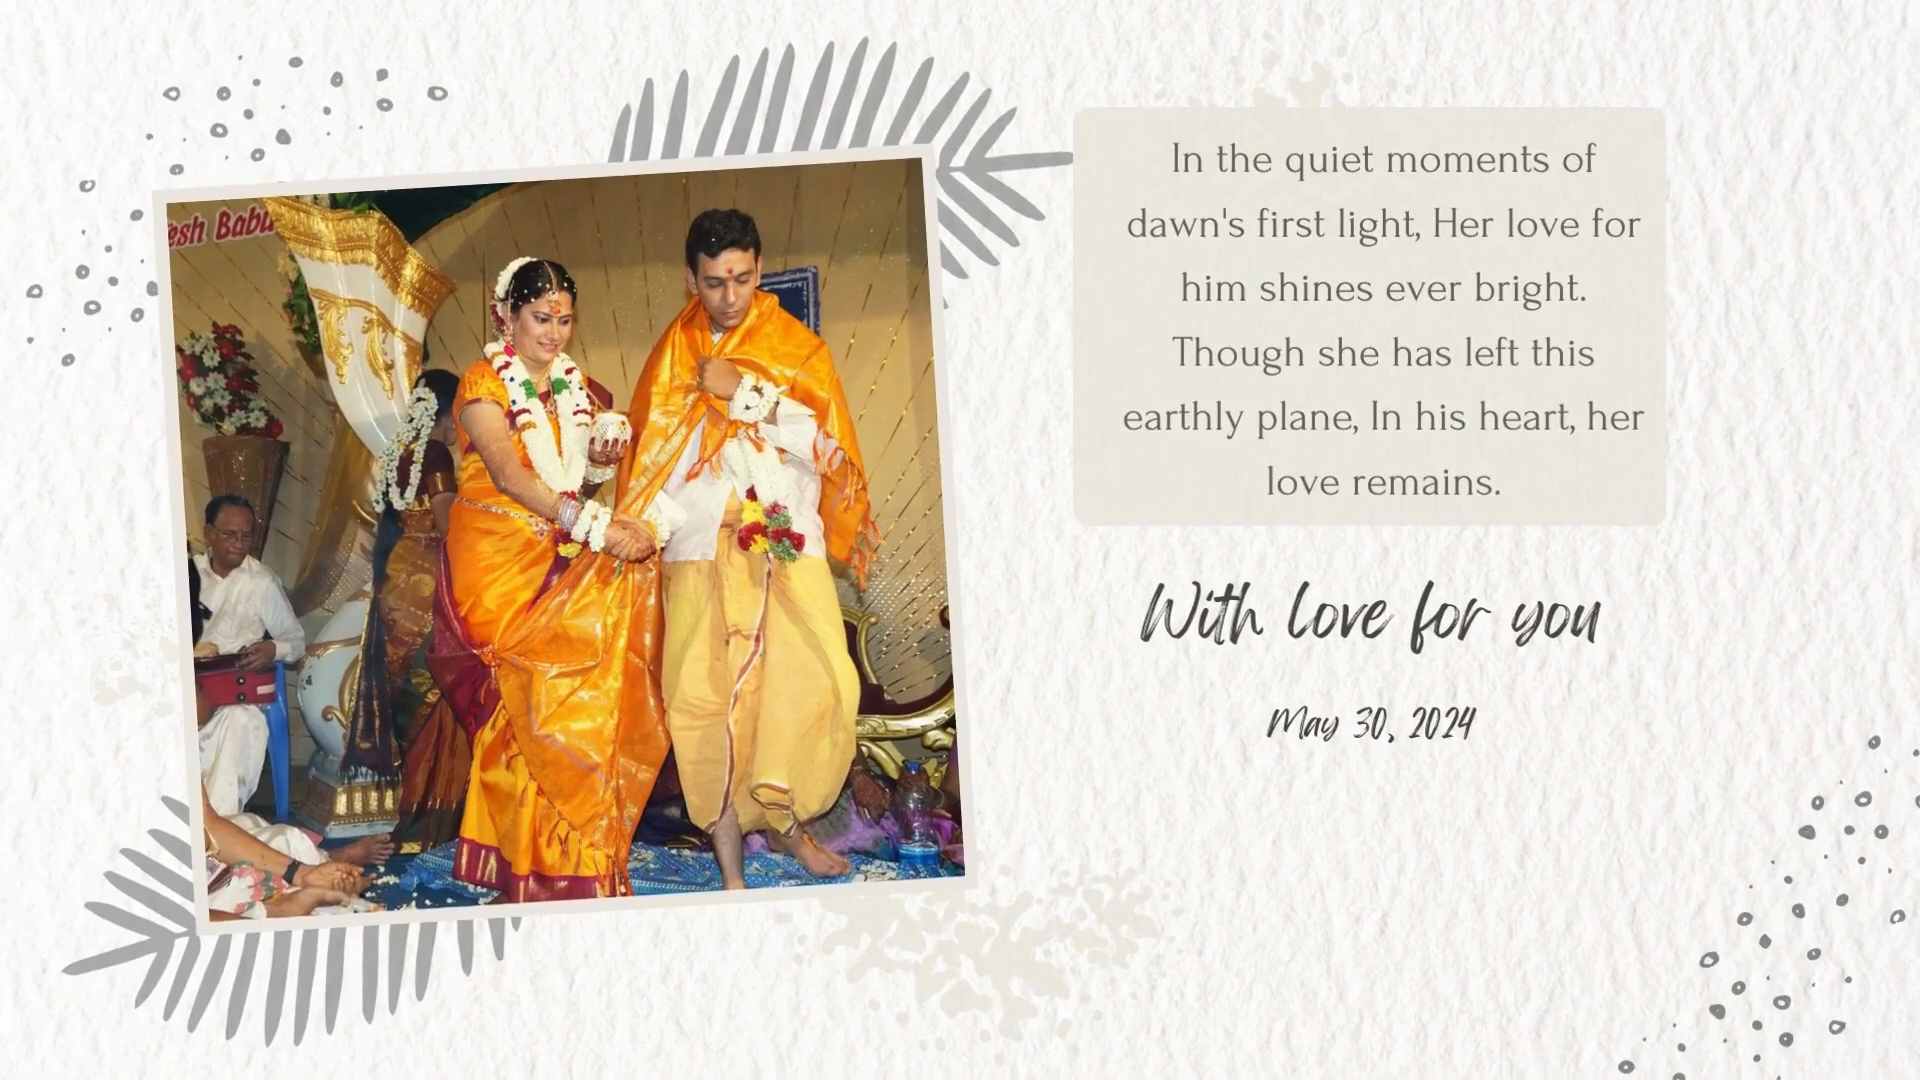 esh Babu
In the quiet moments of
dawn's first light, Her love for
him shines ever bright.
Though she has left this
earthly plane, In his heart, her
love remains.
With love for you
May 30, 2024